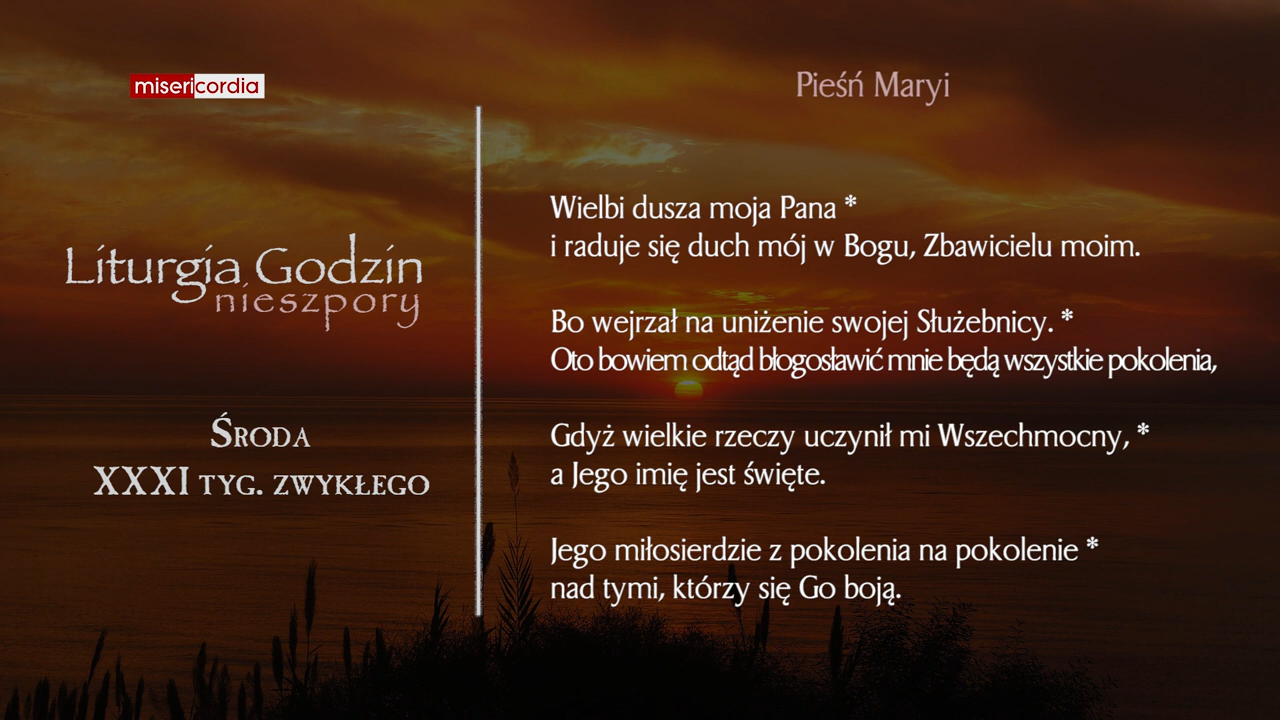 misericordia
Liturgia Godzin
nieszpory
Środa
XXXI tyg. zwykłego
Pieśń Maryi
Wielbi dusza moja Pana *
i raduje się duch mój w Bogu, Zbawicielu moim.
Bo wejrzał na uniżenie swojej Służebnicy. *
Oto bowiem odtąd błogosławić mnie będą wszystkie pokolenia,
Gdyż wielkie rzeczy uczynił mi Wszechmocny, *
a Jego imię jest święte.
Jego miłosierdzie z pokolenia na pokolenie *
nad tymi, którzy się Go boją.